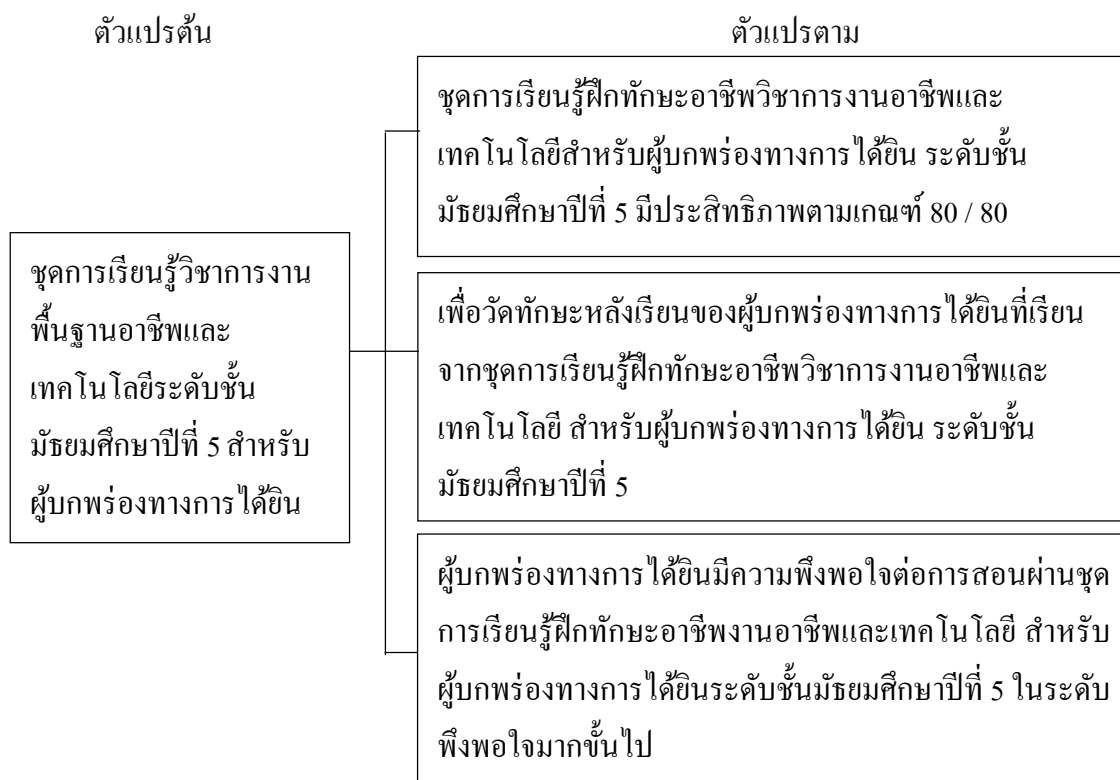 ตัวแปรต้น
ตัวแปรตาม
ชุดการเรียนรู้วิชาการงาน
พื้นฐานอาชีพและ
เทคโนโลยีระดับชั้น
มัธยมศึกษาปีที่ 5 สำหรับ
ผู้บกพร่องทางการได้ยิน
ชุดการเรียนรู้ฝึกทักษะอาชีพวิชาการงานอาชีพและ
เทคโนโลยีสำหรับผู้บกพร่องทางการได้ยิน ระดับชั้น
มัธยมศึกษาปีที่ 5 มีประสิทธิภาพตามเกณฑ์ 80 / 80
เพื่อวัดทักษะหลังเรียนของผู้บกพร่องทางการได้ยินที่เรียน
จากชุดการเรียนรู้ฝึกทักษะอาชีพวิชาการงานอาชีพและ
เทคโนโลยี สำหรับผู้บกพร่องทางการได้ยิน ระดับชั้น
มัธยมศึกษาปีที่ 5
ผู้บกพร่องทางการได้ยินมีความพึงพอใจต่อการสอนผ่านชุด
การเรียนรู้ฝึกทักษะอาชีพงานอาชีพและเทคโนโลยี สำหรับ
ผู้บกพร่องทางการได้ยินระดับชั้นมัธยมศึกษาปีที่ 5 ในระดับ
พึงพอใจมากขั้นไป